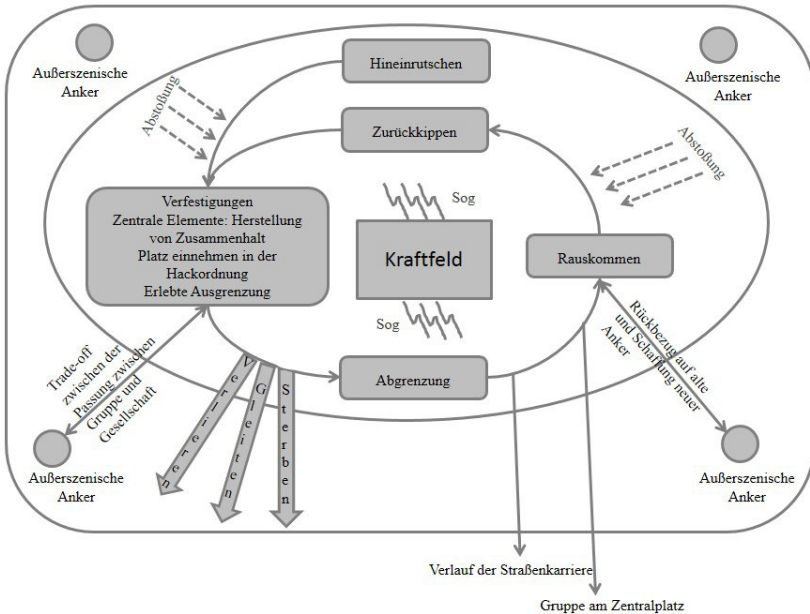 Außerszenische
Anker
Außerszenische
Anker
Hineinrutschen
Abstoßung
Zurückkippen
Abstoßung
Verfestigungen
Zentrale Elemente: Herstellung
von Zusammenhalt
Platz einnehmen in der
Hackordnung
Erlebte Ausgrenzung
Sog
Kraftfeld
Sog
Rauskommen
Abgrenzung
Trade-off
zwischen der
Passung zwischen
Gruppe und
Gesellschaft
Rückbezug auf alte
und Schaffung neuer
Anker
Verlieren
Gleiten
Sterben
Außerszenische
Anker
Außerszenische
Anker
Verlauf der Straßenkarriere
Gruppe am Zentralplatz